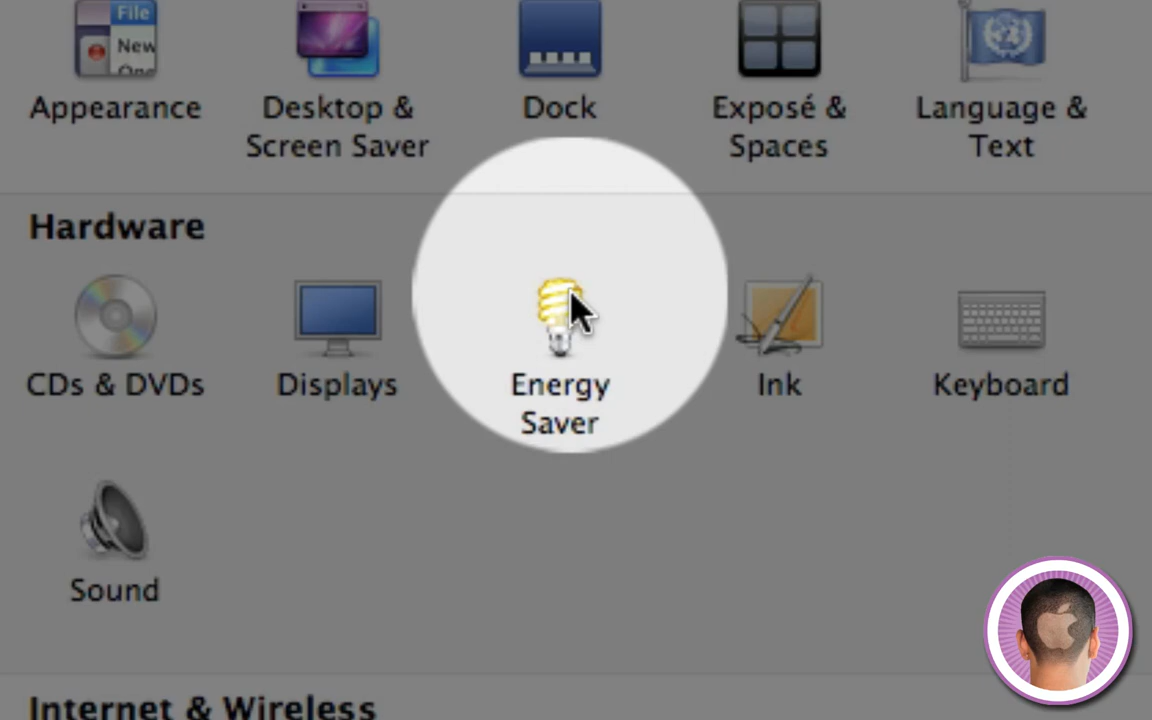 File
New
Appearance
Desktop &
Screen Saver
Dock
Exposé &
Spaces
Language &
Text
Hardware
CDs & DVDs
Displays
Energy
Saver
Ink
Keyboard
Sound
Internet & Wireless